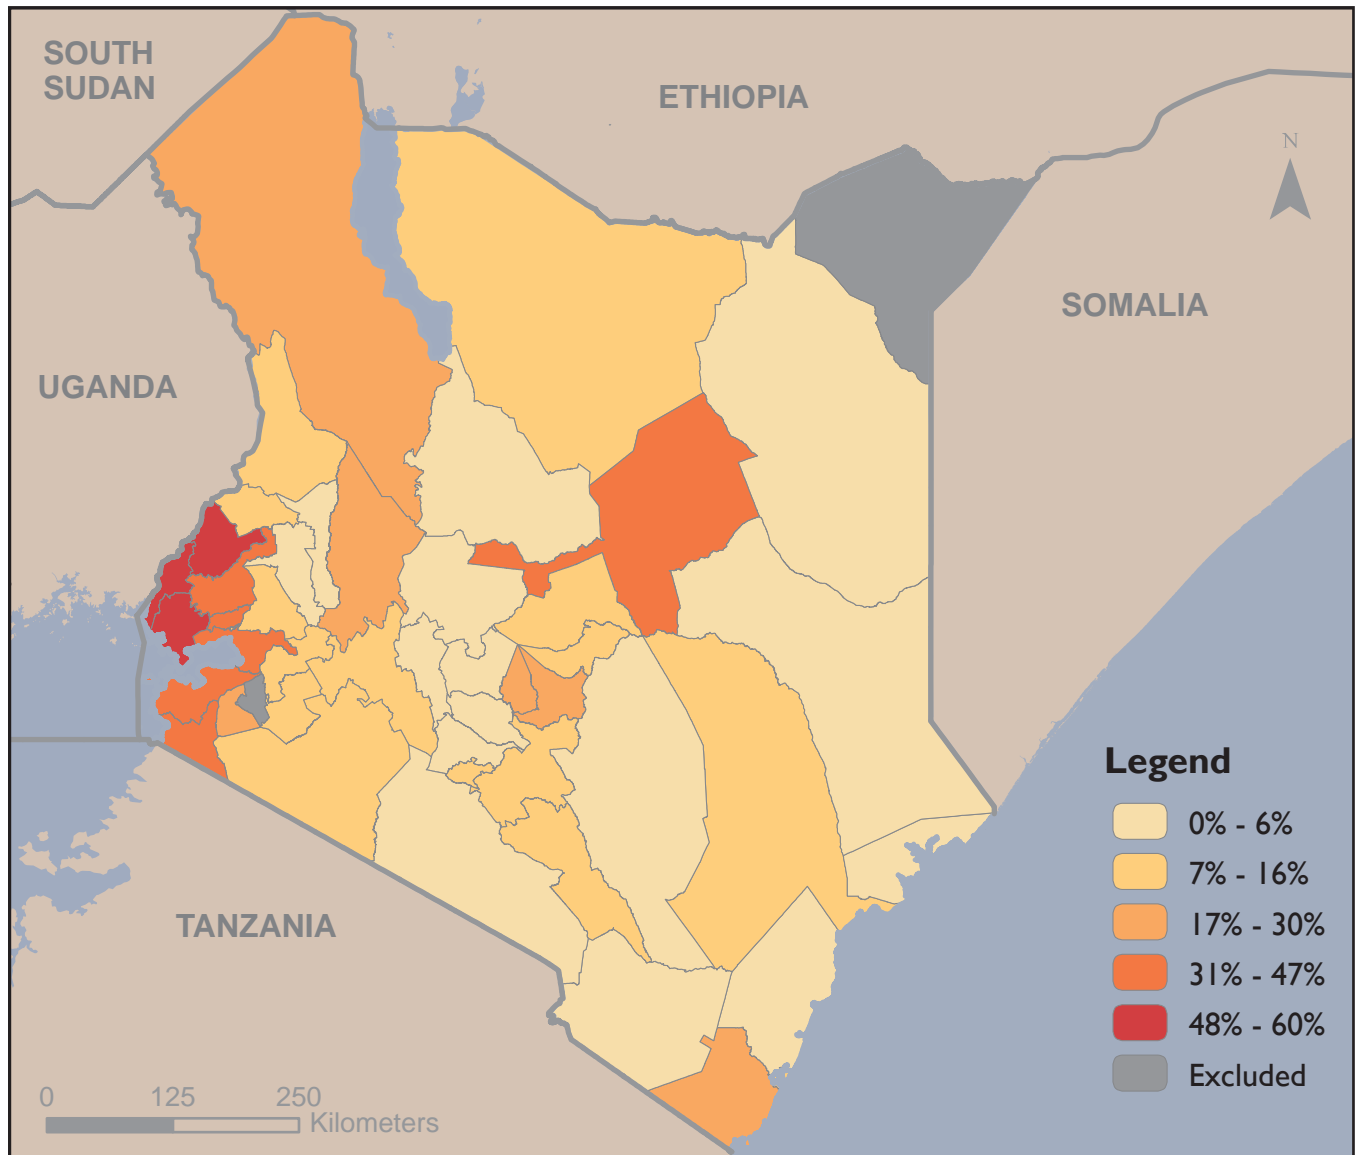 SOUTH
SUDAN
ETHIOPIA
N
SOMALIA
UGANDA
TANZANIA
Legend
0% - 6%
7% - 16%
17% - 30%
31% - 47%
48% - 60%
Excluded
0 125 250
Kilometers